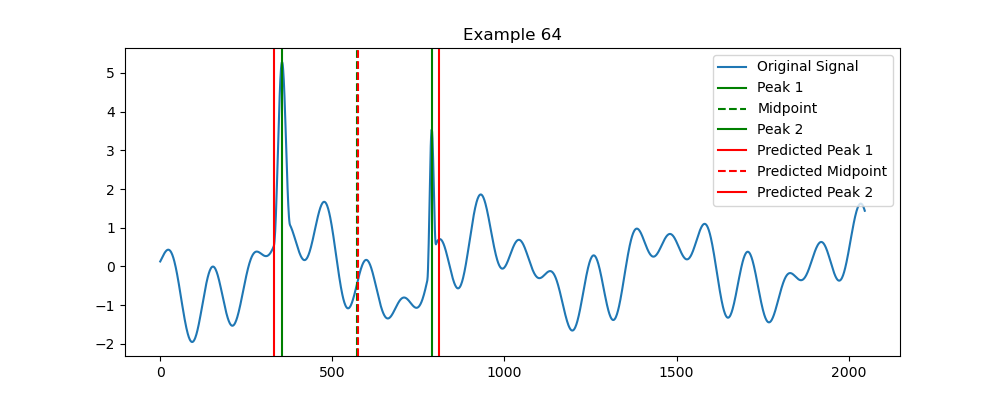 Example 64
Original Signal
Peak 1
Midpoint
Peak 2
Predicted Peak 1
Predicted Midpoint
Predicted Peak 2
5
4
3
2
1
0
−1
−2
0 500 1000 1500 2000